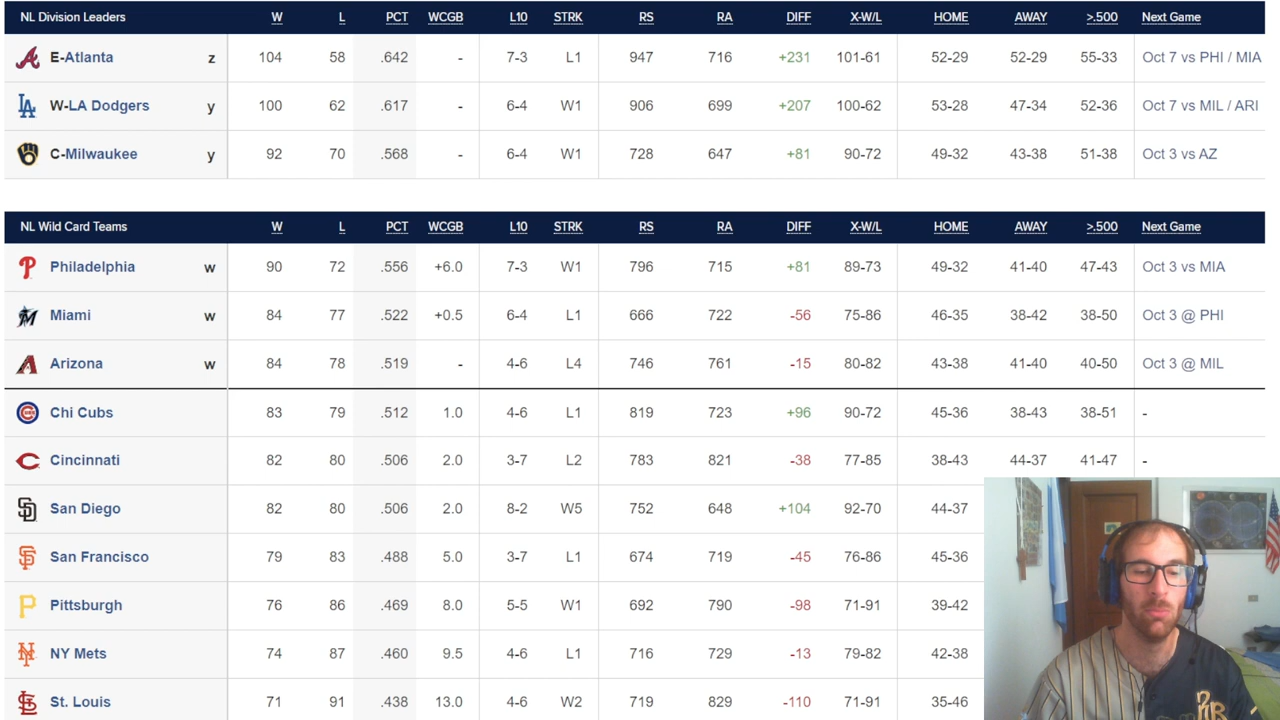 NL Division Leaders W L PCT WCGB L10 STRK RS RA DIFF X-W/L HOME AWAY >.500 Next Game
E-Atlanta z 104 58 .642 - 7-3 L1 947 716 +231 101-61 52-29 52-29 55-33 Oct 7 vs PHI / MIA
W-LA Dodgers y 100 62 .617 - 6-4 W1 906 699 +207 100-62 53-28 47-34 52-36 Oct 7 vs MIL / ARI
C-Milwaukee y 92 70 .568 - 6-4 W1 728 647 +81 90-72 49-32 43-38 51-38 Oct 3 vs AZ
NL Wild Card Teams W L PCT WCGB L10 STRK RS RA DIFF X-W/L HOME AWAY >.500 Next Game
Philadelphia w 90 72 .556 +6.0 7-3 W1 796 715 +81 89-73 49-32 41-40 47-43 Oct 3 vs MIA
Miami w 84 77 .522 +0.5 6-4 L1 666 722 -56 75-86 46-35 38-42 38-50 Oct 3 @ PHI
Arizona w 84 78 .519 - 4-6 L4 746 761 -15 80-82 43-38 41-40 40-50 Oct 3 @ MIL
Chi Cubs 83 79 .512 1.0 4-6 L1 819 723 +96 90-72 45-36 38-43 38-51 -
Cincinnati 82 80 .506 2.0 3-7 L2 783 821 -38 77-85 38-43 44-37 41-47 -
San Diego 82 80 .506 2.0 8-2 W5 752 648 +104 92-70 44-37
San Francisco 79 83 .488 5.0 3-7 L1 674 719 -45 76-86 45-36
Pittsburgh 76 86 .469 8.0 5-5 W1 692 790 -98 71-91 39-42
NY Mets 74 87 .460 9.5 4-6 L1 716 729 -13 79-82 42-38
St. Louis 71 91 .438 13.0 4-6 W2 719 829 -110 71-91 35-46